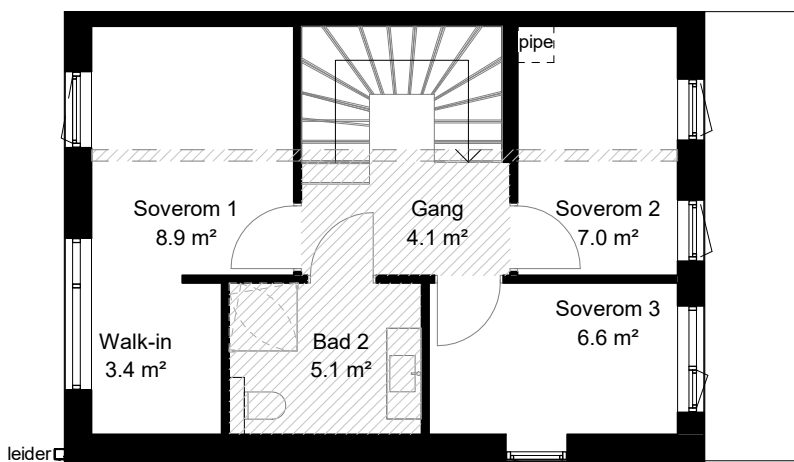 pipe
Soverom 1
8.9 m²
Gang
4.1 m²
Soverom 2
7.0 m²
Walk-in
3.4 m²
Bad 2
5.1 m²
Soverom 3
6.6 m²
leider